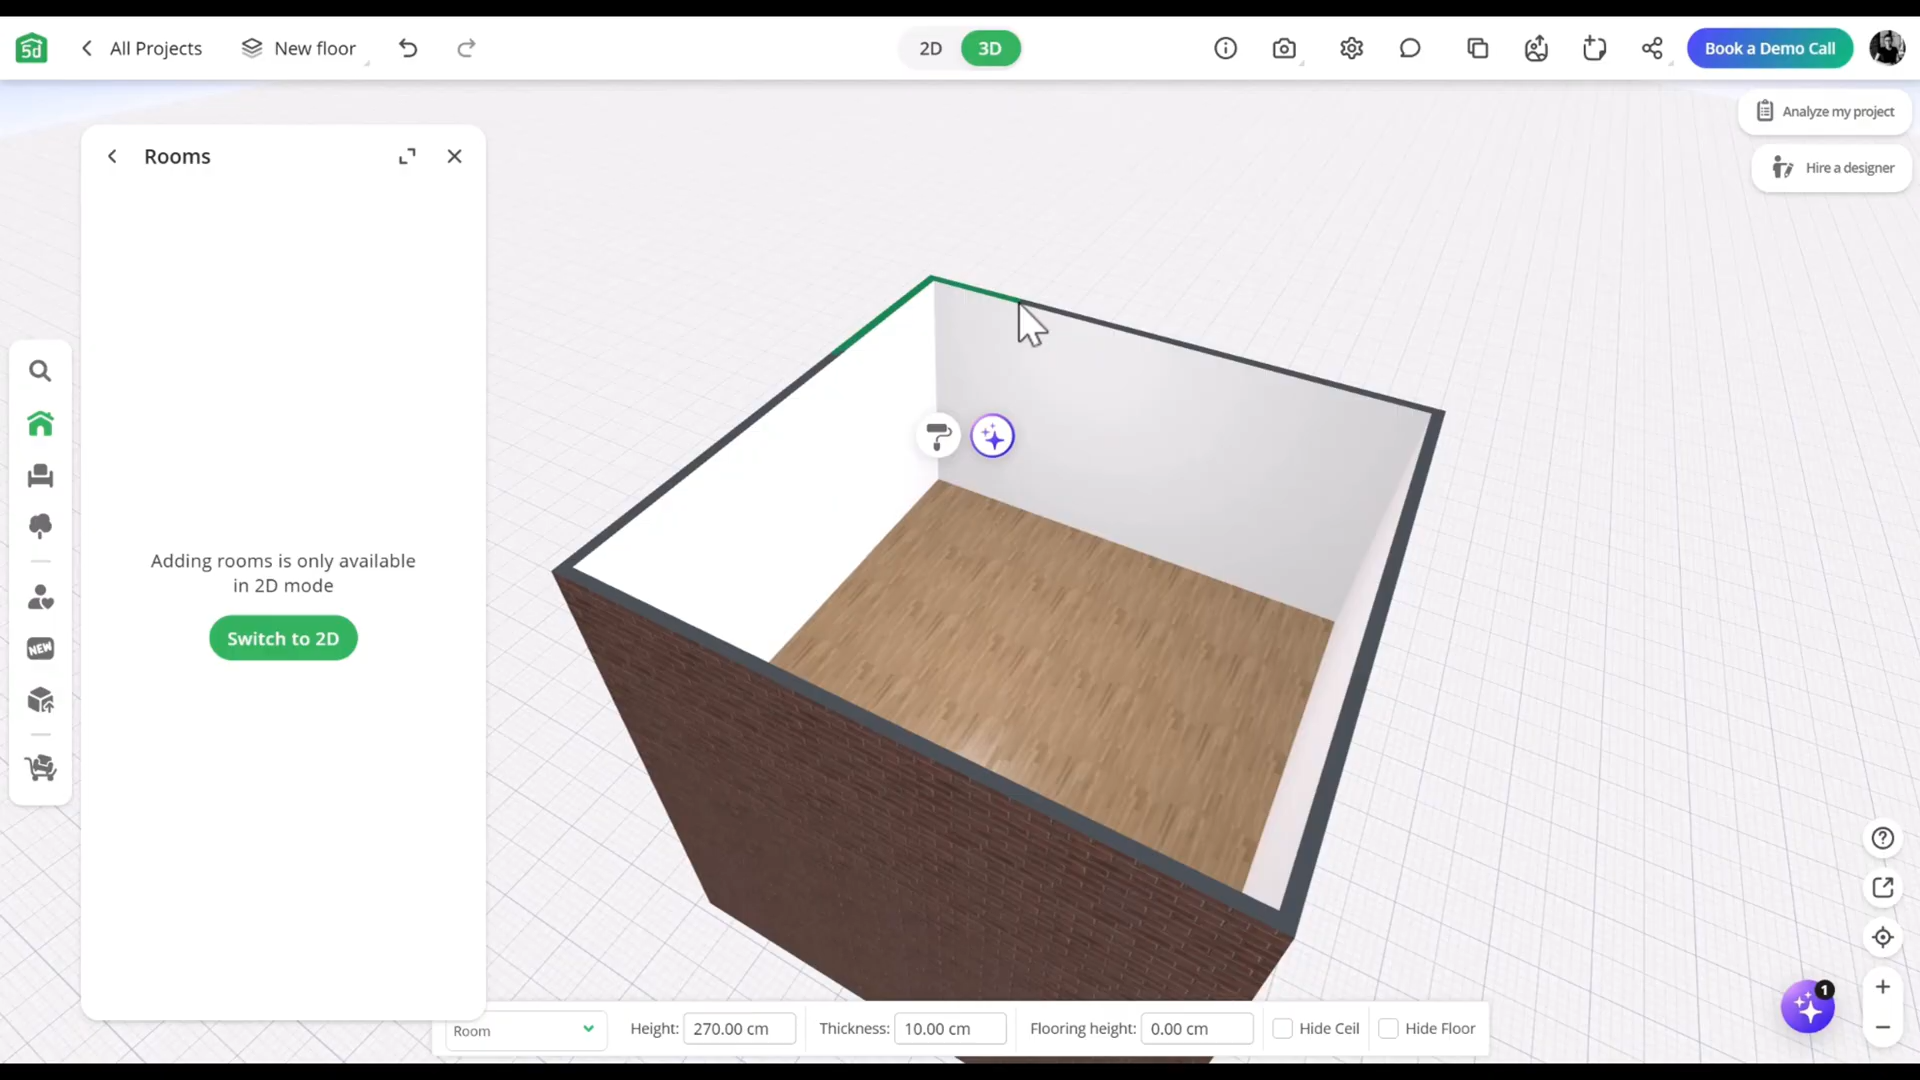 5d
All Projects
New floor
2D
3D
Book a Demo Call
Analyze my project
Hire a designer
Rooms
Adding rooms is only available
in 2D mode
Switch to 2D
NEW
1
Room
Height: 270.00 cm
Thickness: 10.00 cm
Flooring height: 0.00 cm
Hide Ceil
Hide Floor